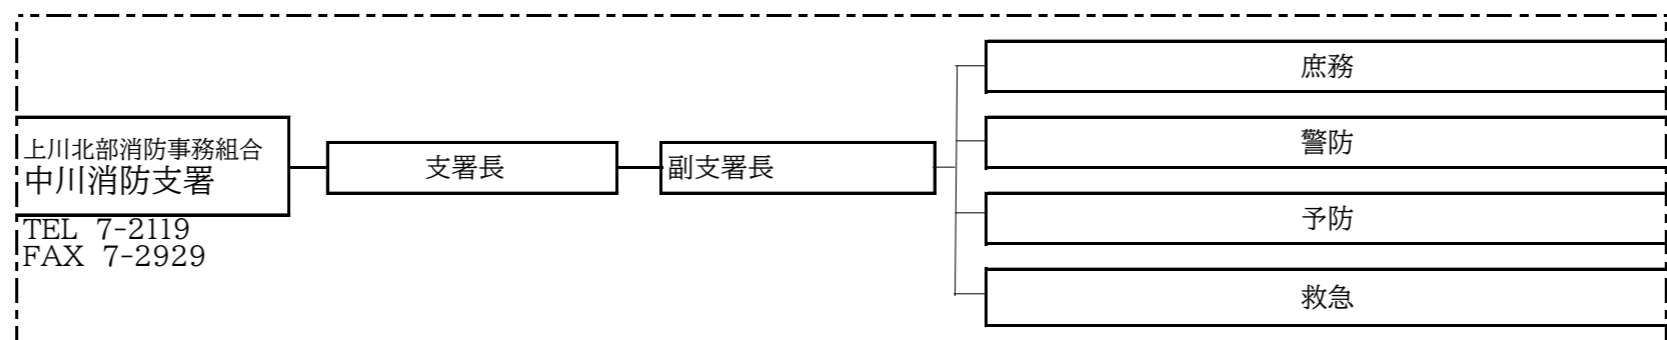 上川北部消防事務組合
中川消防支署
TEL 7-2119
FAX 7-2929
支署長
副支署長
庶務
警防
予防
救急